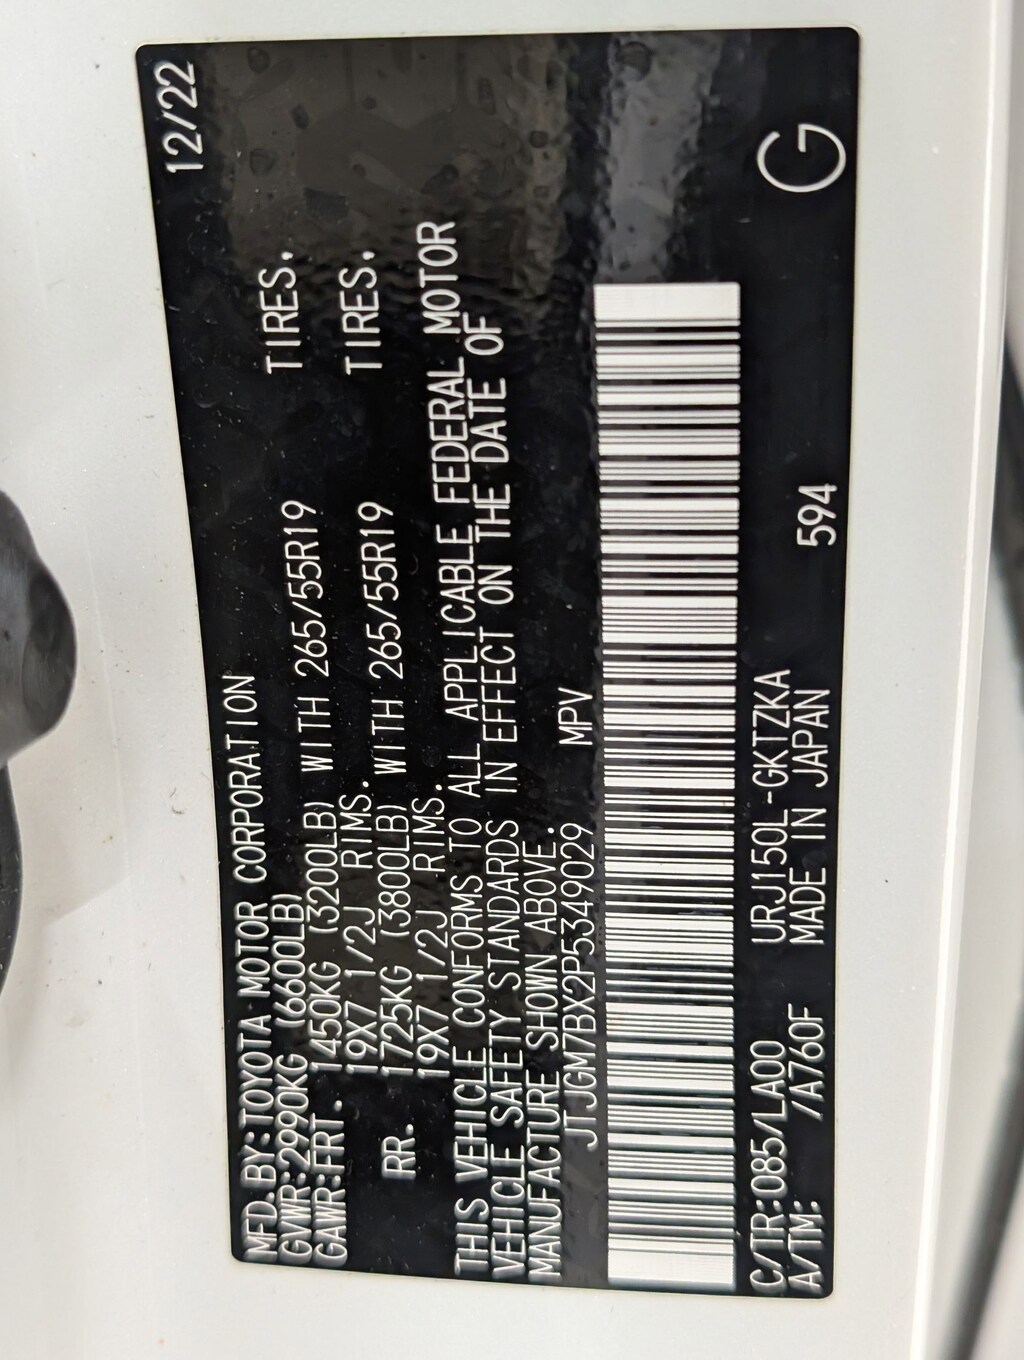 MFD.BY:TOYOTA MOTOR CORPORATION 12/22
GVWR:2990KG (6600LB)
GAWR:FRT. 1450KG (3200LB) WITH 265/55R19 TIRES.
19X7 1/2J RIMS.
RR. 1725KG (3800LB) WITH 265/55R19 TIRES.
19X7 1/2J RIMS.
THIS VEHICLE CONFORMS TO ALL APPLICABLE FEDERAL MOTOR
VEHICLE SAFETY STANDARDS IN EFFECT ON THE DATE OF
MANUFACTURE SHOWN ABOVE.
JTJGM7BX2P5349029 MPV
C/TR:085/LA00 URJ150L-GKTZKA G
A/TM: /A760F MADE IN JAPAN 594